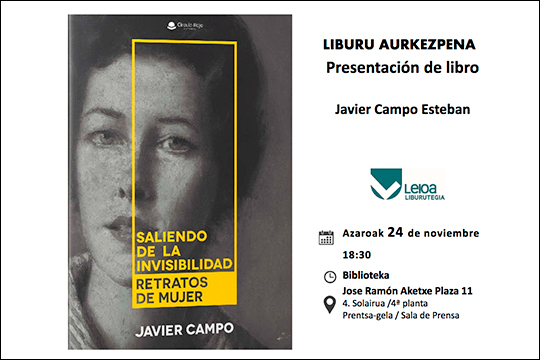 Círculo Rojo
SALIENDO
DE LA
INVISIBILIDAD
RETRATOS
DE MUJER
JAVIER CAMPO
LIBURU AURKEZPENA
Presentación de libro
Javier Campo Esteban
LEIOA
LIBURUTEGIA
Azaroak 24 de noviembre
18:30
Biblioteka
Jose Ramón Aketxe Plaza 11
4. Solairua /4ª planta
Prentsa-gela / Sala de Prensa